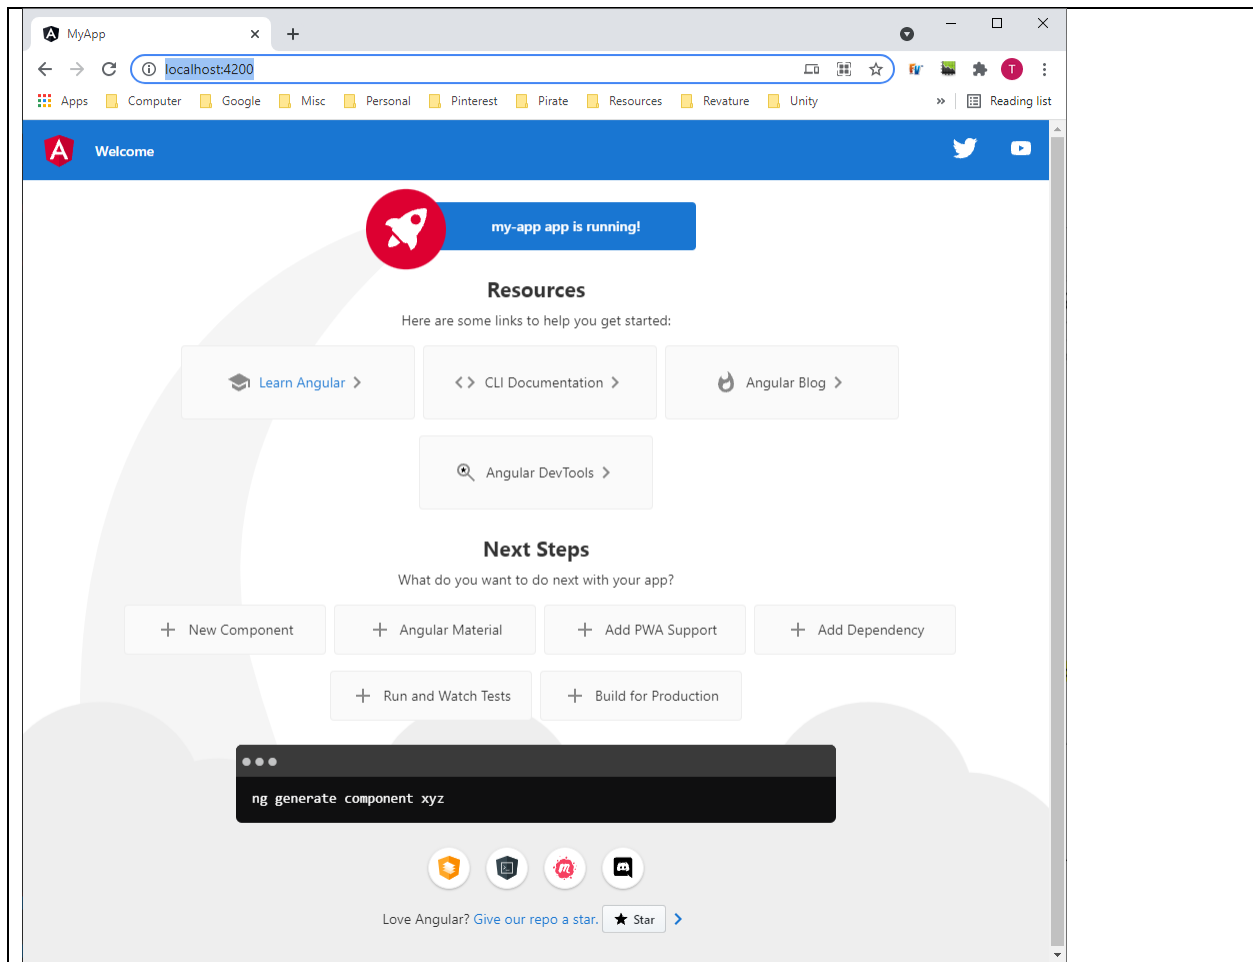 MyApp
localhost:4200
T
Apps Computer Google Misc Personal Pinterest Pirate Resources Revature Unity » Reading list
Welcome
my-app app is running!
Resources
Here are some links to help you get started:
Learn Angular CLI Documentation Angular Blog
Angular DevTools
Next Steps
What do you want to do next with your app?
New Component Angular Material Add PWA Support Add Dependency
Run and Watch Tests Build for Production
ng generate component xyz
Love Angular? Give our repo a star. Star